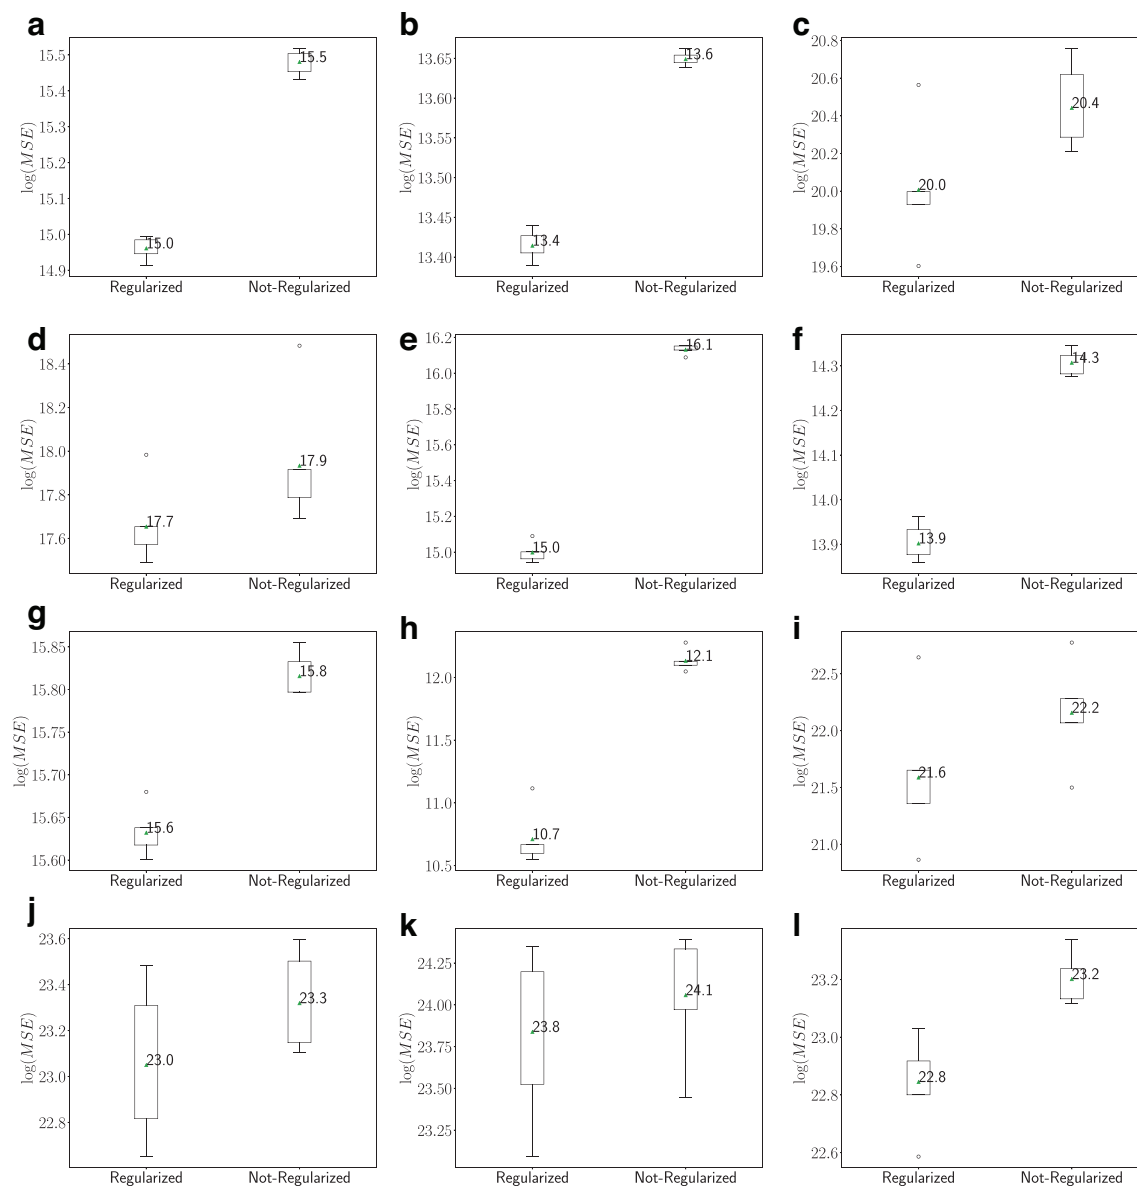 a
15.5
15.4
15.3
15.2
15.1
15.0
14.9
log(MSE)
15.0
15.5
Regularized
Not-Regularized
b
13.65
13.60
13.55
13.50
13.45
13.40
log(MSE)
13.4
13.6
Regularized
Not-Regularized
c
20.8
20.6
20.4
20.2
20.0
19.8
19.6
log(MSE)
20.0
20.4
Regularized
Not-Regularized
d
18.4
18.2
18.0
17.8
17.6
log(MSE)
17.7
17.9
Regularized
Not-Regularized
e
16.2
16.0
15.8
15.6
15.4
15.2
15.0
log(MSE)
15.0
16.1
Regularized
Not-Regularized
f
14.3
14.2
14.1
14.0
13.9
log(MSE)
13.9
14.3
Regularized
Not-Regularized
g
15.85
15.80
15.75
15.70
15.65
15.60
log(MSE)
15.6
15.8
Regularized
Not-Regularized
h
12.0
11.5
11.0
10.5
log(MSE)
10.7
12.1
Regularized
Not-Regularized
i
22.5
22.0
21.5
21.0
log(MSE)
21.6
22.2
Regularized
Not-Regularized
j
23.6
23.4
23.2
23.0
22.8
log(MSE)
23.0
23.3
Regularized
Not-Regularized
k
24.25
24.00
23.75
23.50
23.25
log(MSE)
23.8
24.1
Regularized
Not-Regularized
l
23.2
23.0
22.8
22.6
log(MSE)
22.8
23.2
Regularized
Not-Regularized